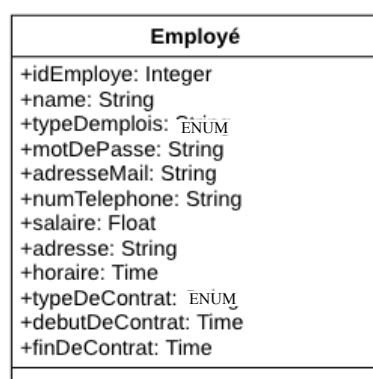 Employé
+idEmploye: Integer
+name: String
+typeDemplois: ENUM
+motDePasse: String
+adresseMail: String
+numTelephone: String
+salaire: Float
+adresse: String
+horaire: Time
+typeDeContrat: ENUM
+debutDeContrat: Time
+finDeContrat: Time